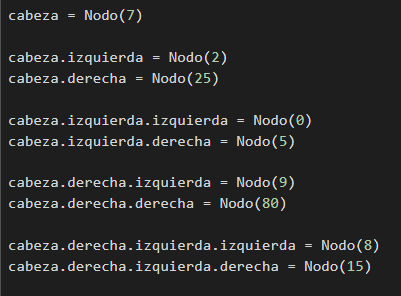 cabeza = Nodo(7)
cabeza.izquierda = Nodo(2)
cabeza.derecha = Nodo(25)
cabeza.izquierda.izquierda = Nodo(0)
cabeza.izquierda.derecha = Nodo(5)
cabeza.derecha.izquierda = Nodo(9)
cabeza.derecha.derecha = Nodo(80)
cabeza.derecha.izquierda.izquierda = Nodo(8)
cabeza.derecha.izquierda.derecha = Nodo(15)